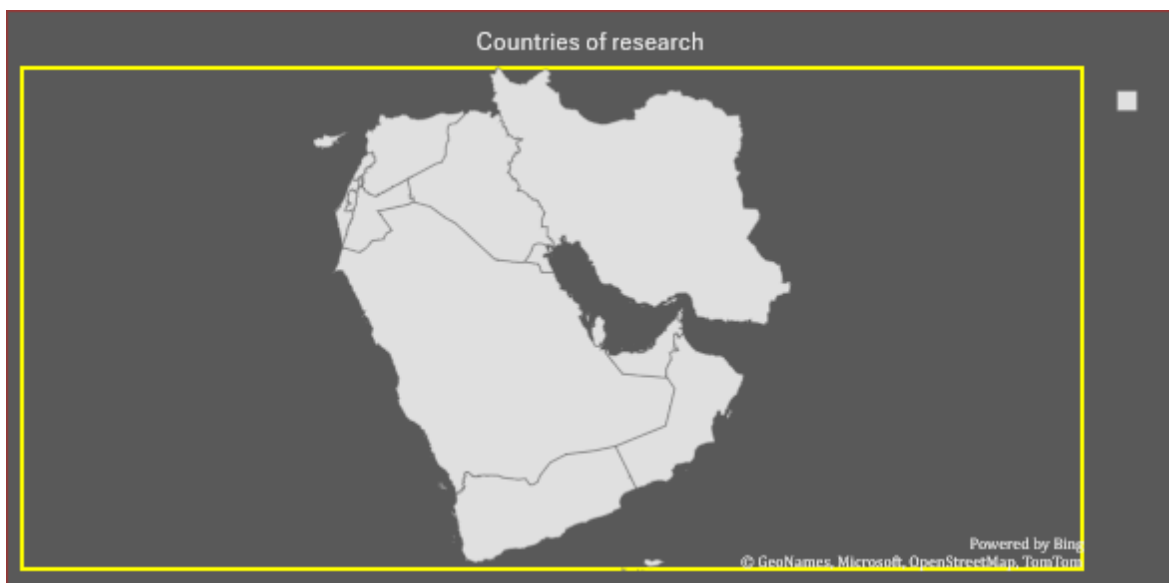 Countries of research
Powered by Bing
© GeoNames, Microsoft, OpenStreetMap, TomTom